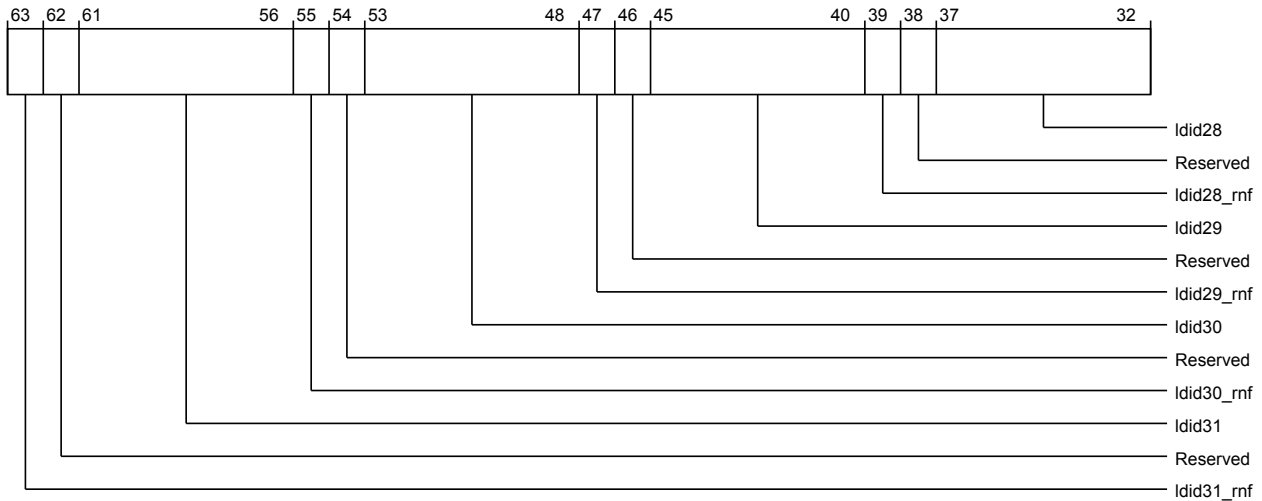 63 62 61 56 55 54 53 48 47 46 45 40 39 38 37 32
ldid28
Reserved
ldid28_rnf
ldid29
Reserved
ldid29_rnf
ldid30
Reserved
ldid30_rnf
ldid31
Reserved
ldid31_rnf